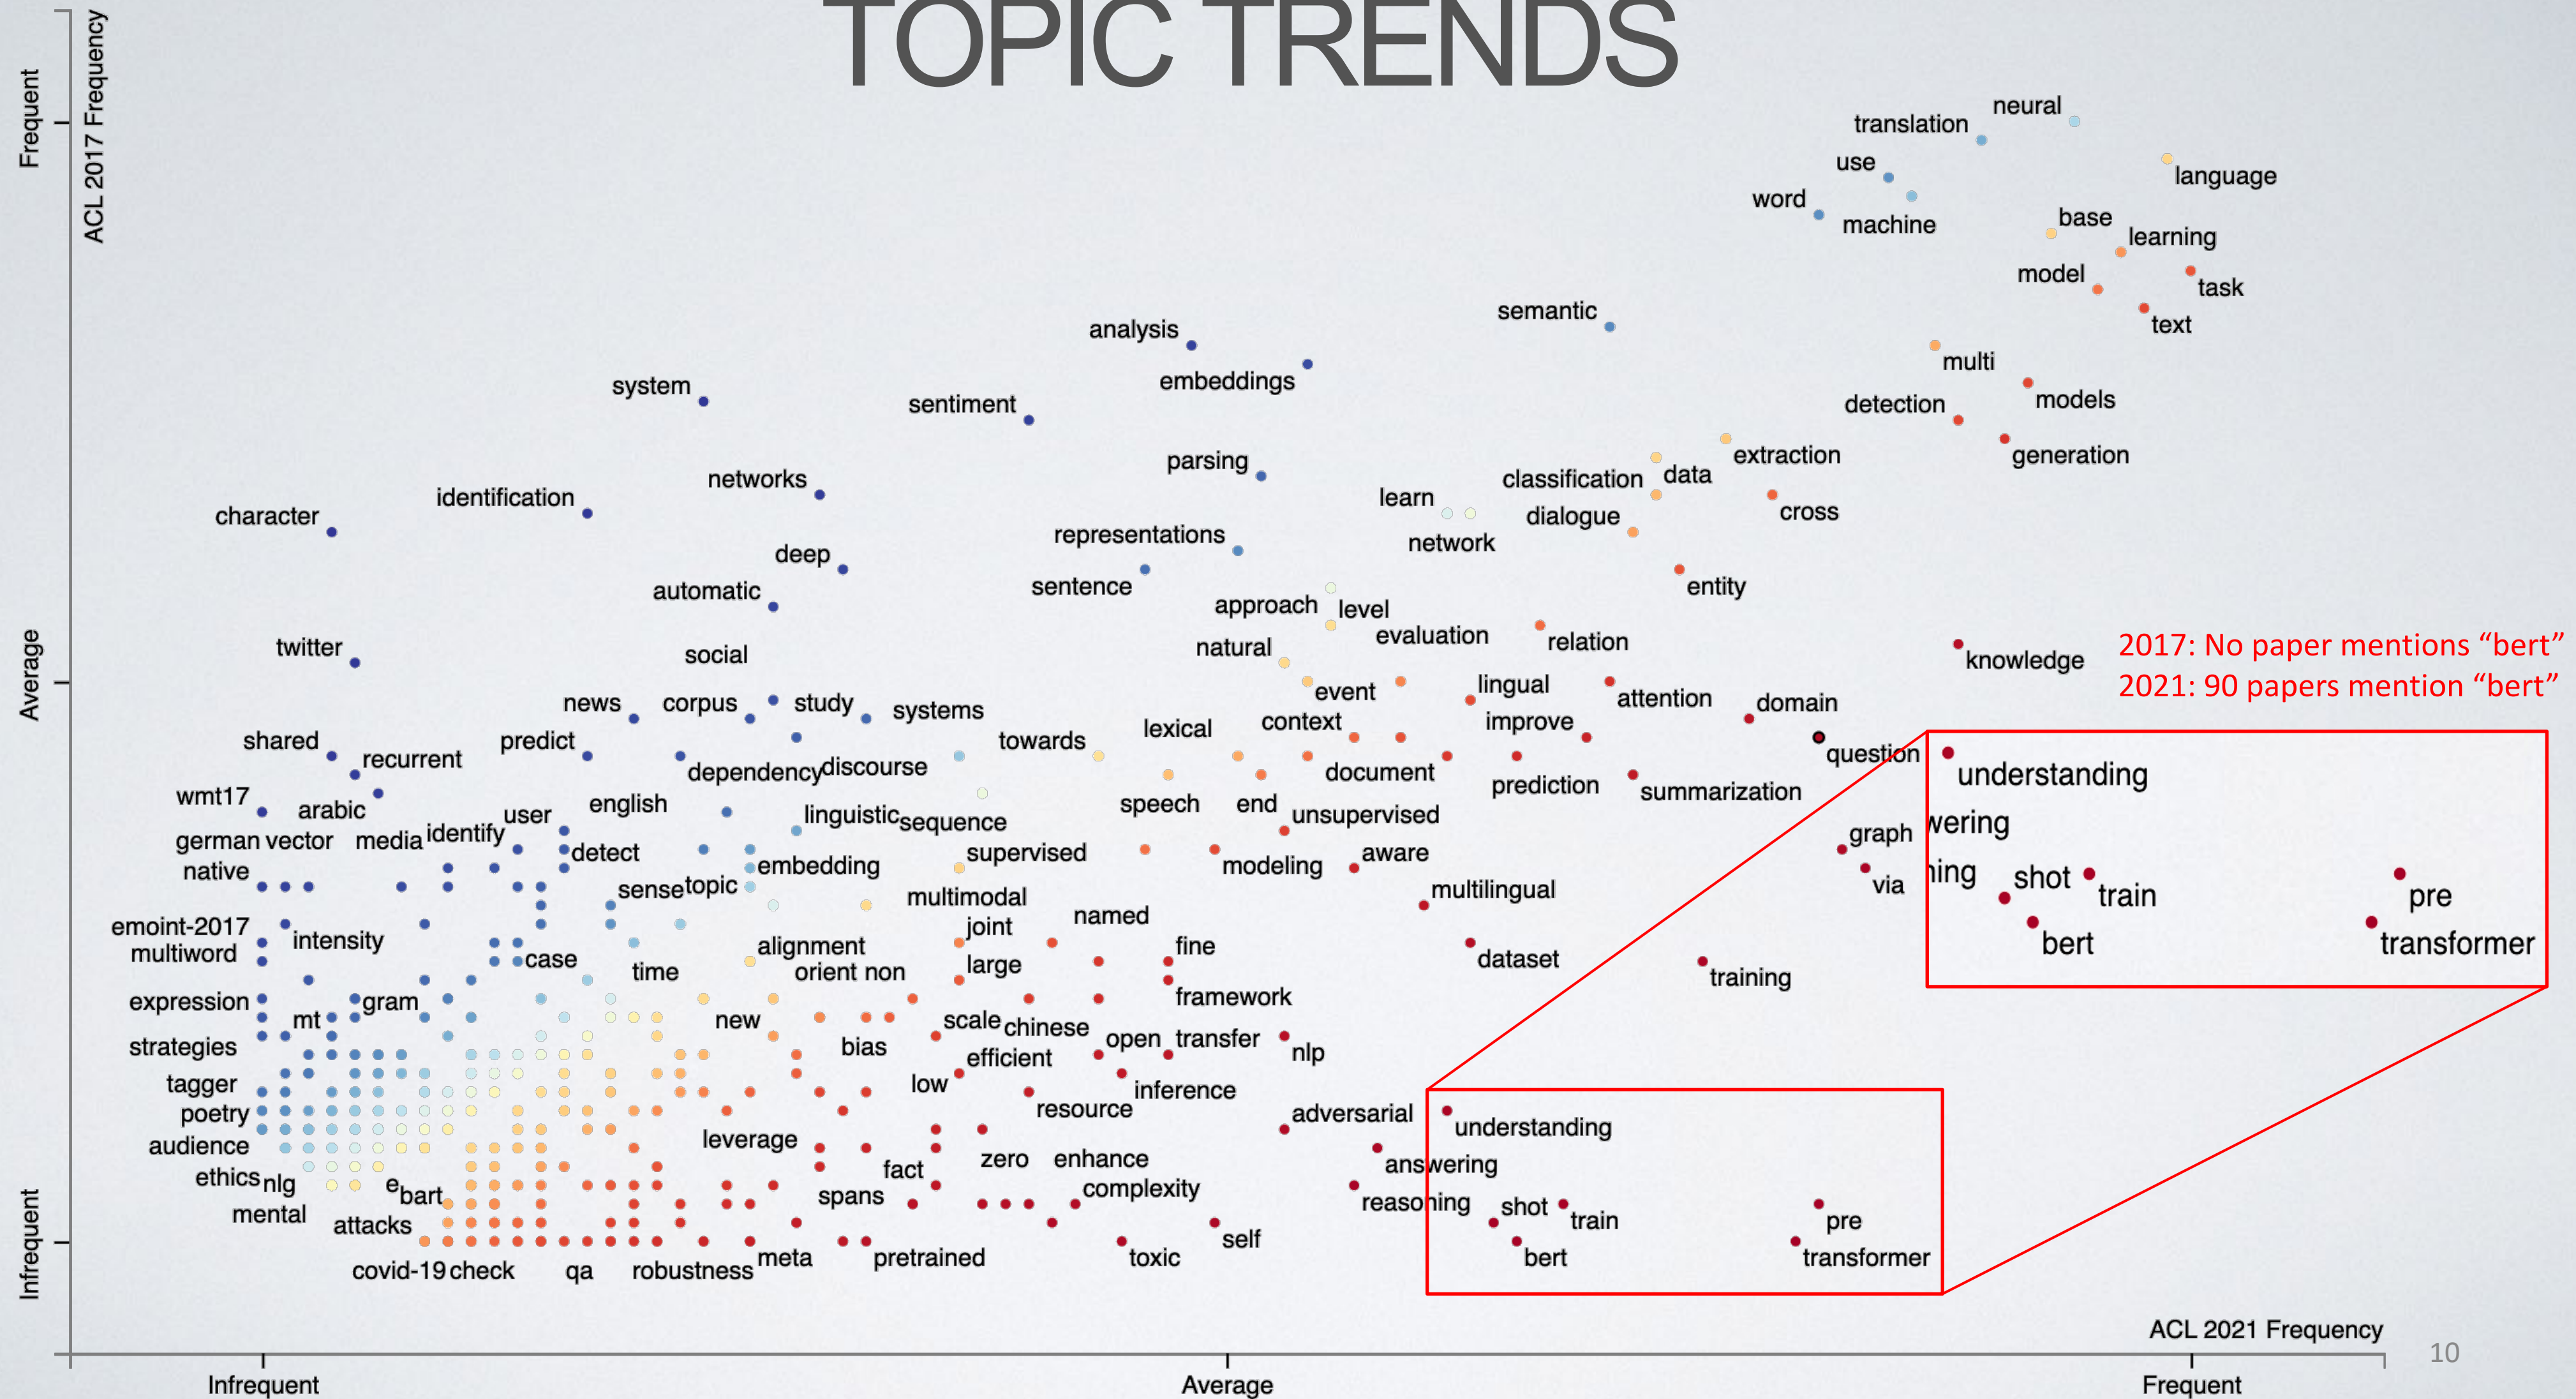 TOPIC TRENDS
Frequent
ACL 2017 Frequency
neural
translation
use
language
word
machine
base
learning
model
task
semantic
text
analysis
multi
embeddings
system
models
sentiment
detection
extraction
generation
parsing
data
networks
classification
learn
identification
cross
character
dialogue
representations
network
deep
sentence
entity
automatic
approach
level
evaluation
relation
Average
natural
twitter
social
knowledge
2017: No paper mentions “bert”
2021: 90 papers mention “bert”
lingual
event
attention
domain
news
corpus
study
systems
context
improve
lexical
shared
predict
towards
question
recurrent
dependency
discourse
document
prediction
summarization
wmt17
arabic
english
speech
end
unsupervised
user
linguistic
sequence
german
vector
media
identify
graph
detect
supervised
aware
embedding
modeling
native
via
sense
topic
multilingual
multimodal
named
emoint-2017
joint
intensity
alignment
fine
multiword
case
large
dataset
time
orient
non
training
expression
gram
framework
mt
new
scale
chinese
open
transfer
strategies
bias
efficient
nlp
tagger
low
inference
poetry
resource
adversarial
understanding
leverage
audience
zero
enhance
answering
fact
ethics
nlg
e
bart
spans
complexity
reasoning
shot
mental
attacks
train
pre
self
Infrequent
meta
pretrained
toxic
bert
transformer
covid-19
check
qa
robustness
understanding
wering
ning
shot
train
pre
bert
transformer
ACL 2021 Frequency
10
Infrequent
Average
Frequent